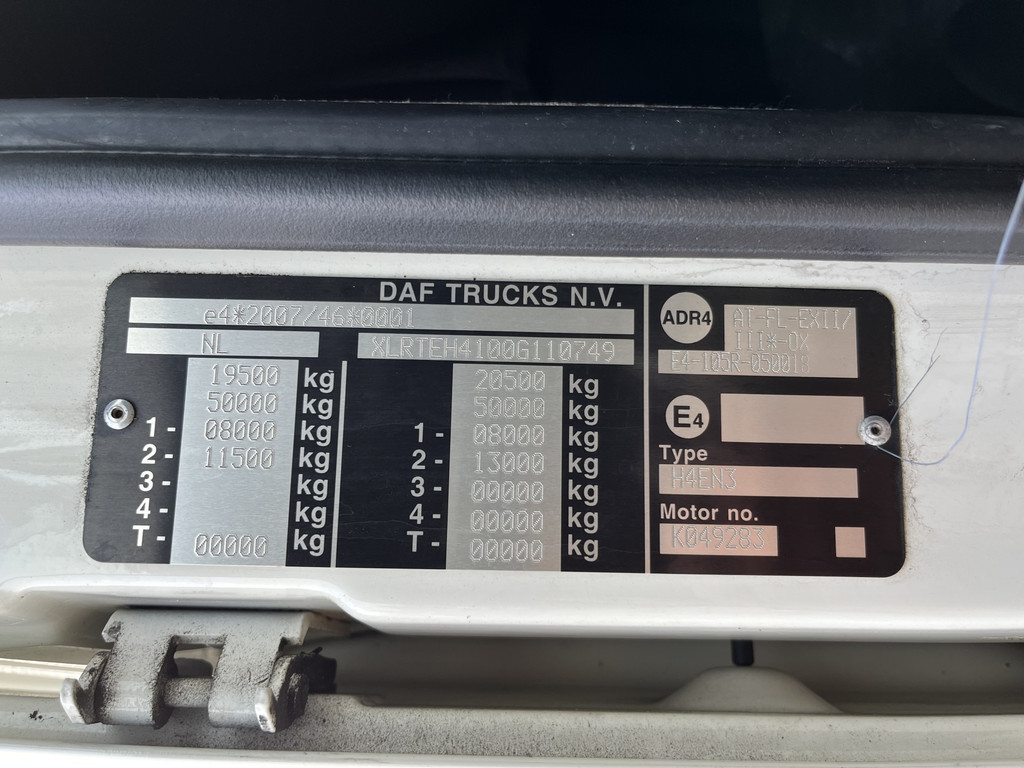 DAF TRUCKS N.V.
e4*2007/46*0001
NL XLRTEH4100G110749
19500 kg 20500 kg
50000 kg 50000 kg
1- 08000 kg 1- 08000 kg
2- 11500 kg 2- 13000 kg
3- kg 3- 00000 kg
4- kg 4- 00000 kg
T- 00000 kg T- 00000 kg
ADR4 AT-FL-EXII/
III*-OX
E4-105R-050013
E4
Type
H4EN3
Motor no.
K049283